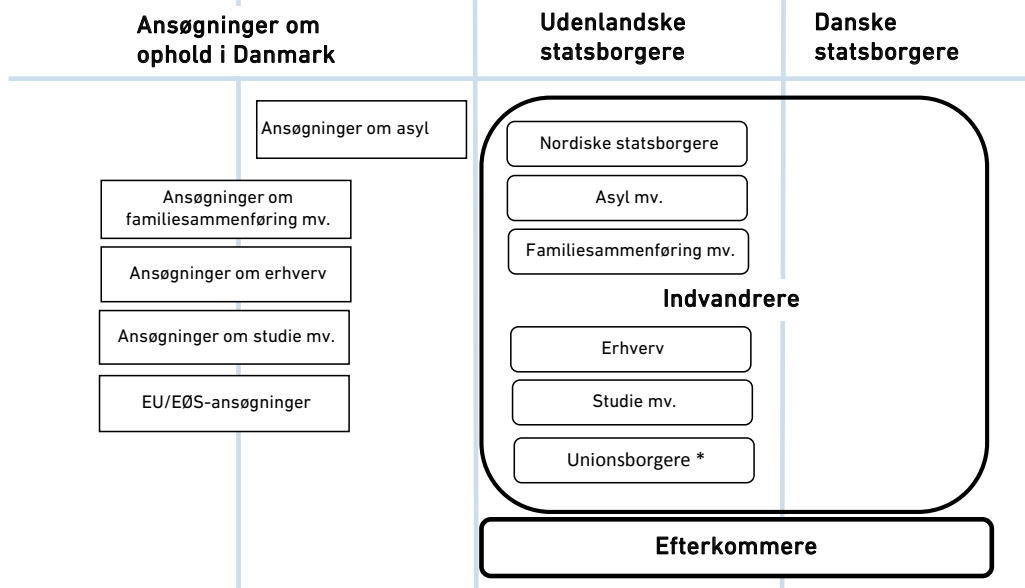 Ansøgninger om
ophold i Danmark
Udenlandske
statsborgere
Danske
statsborgere
Ansøgninger om asyl
Ansøgninger om
familiesammenføring mv.
Ansøgninger om erhverv
Ansøgninger om studie mv.
EU/EØS-ansøgninger
Nordiske statsborgere
Asyl mv.
Familiesammenføring mv.
Indvandrere
Erhverv
Studie mv.
Unionsborgere *
Efterkommere